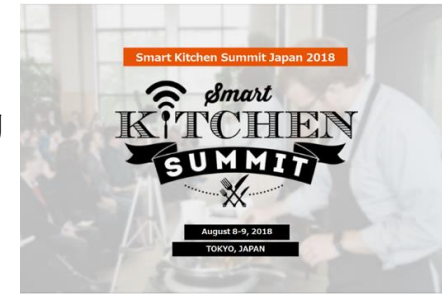 Smart Kitchen Summit Japan 2018
Smart
KITCHEN
SUMMIT
August 8-9, 2018
TOKYO, JAPAN